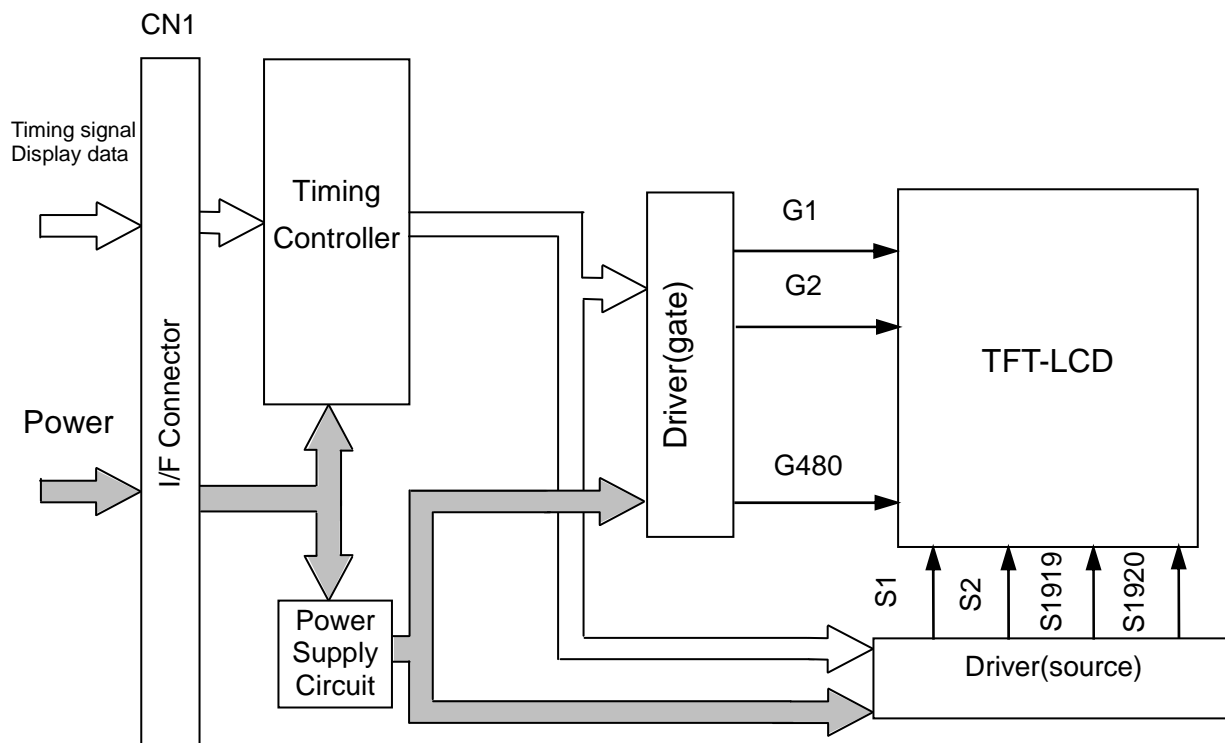 CN1
Timing signal
Display data
Power
I/F Connector
Timing
Controller
Power
Supply
Circuit
Driver(gate)
G1
G2
G480
TFT-LCD
S1
S2
S1919
S1920
Driver(source)